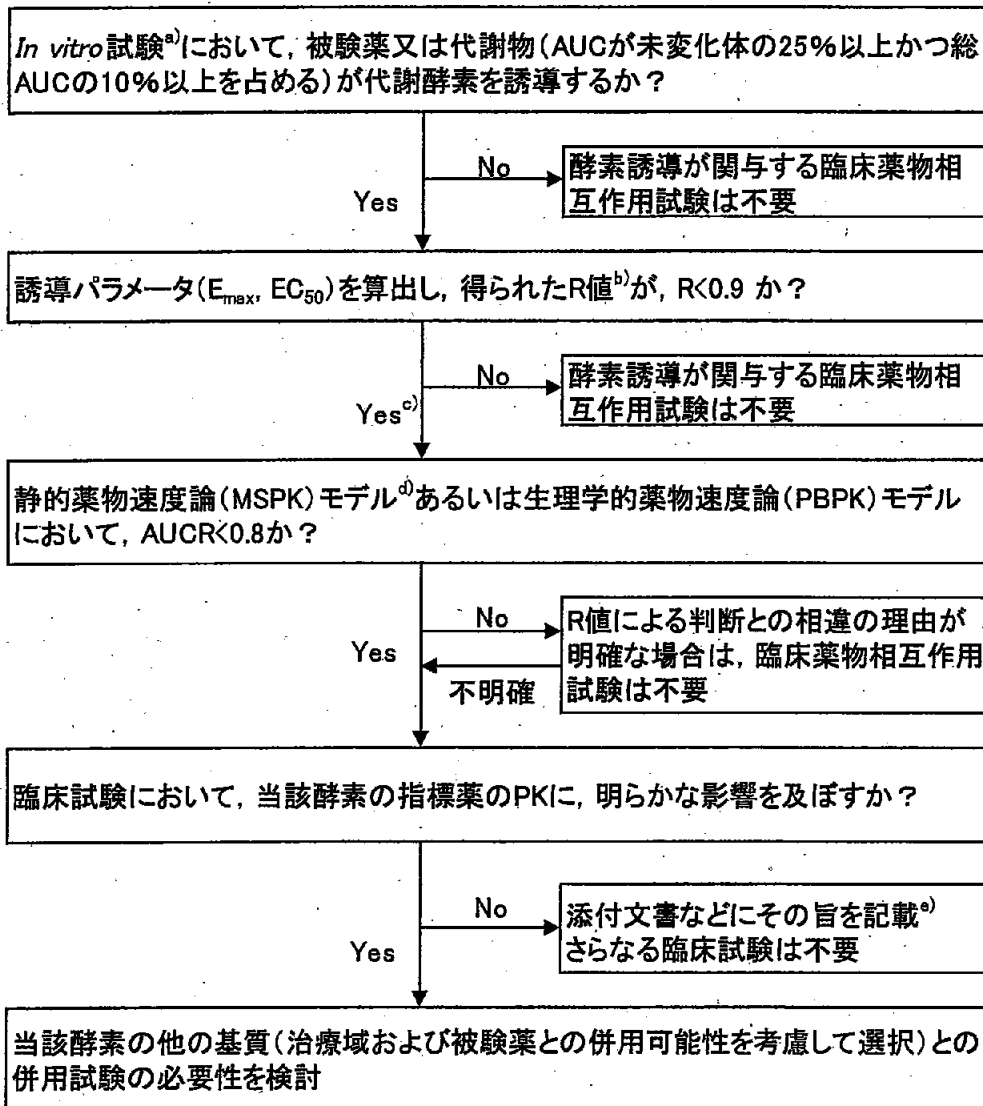 In vitro試験a)において, 被験薬又は代謝物(AUCが未変化体の25%以上かつ総
AUCの10%以上を占める)が代謝酵素を誘導するか?
No
酵素誘導が関与する臨床薬物相
互作用試験は不要
Yes
誘導パラメータ(Emax, EC50)を算出し, 得られたR値b)が, R<0.9 か?
No
酵素誘導が関与する臨床薬物相
互作用試験は不要
Yesc)
静的薬物速度論(MSPK)モデルd)あるいは生理学的薬物速度論(PBPK)モデル
において, AUCR<0.8か?
No
R値による判断との相違の理由が
明確な場合は, 臨床薬物相互作用
試験は不要
Yes
不明確
臨床試験において, 当該酵素の指標薬のPKに, 明らかな影響を及ぼすか?
No
添付文書などにその旨を記載e)
さらなる臨床試験は不要
Yes
当該酵素の他の基質(治療域および被験薬との併用可能性を考慮して選択)との
併用試験の必要性を検討